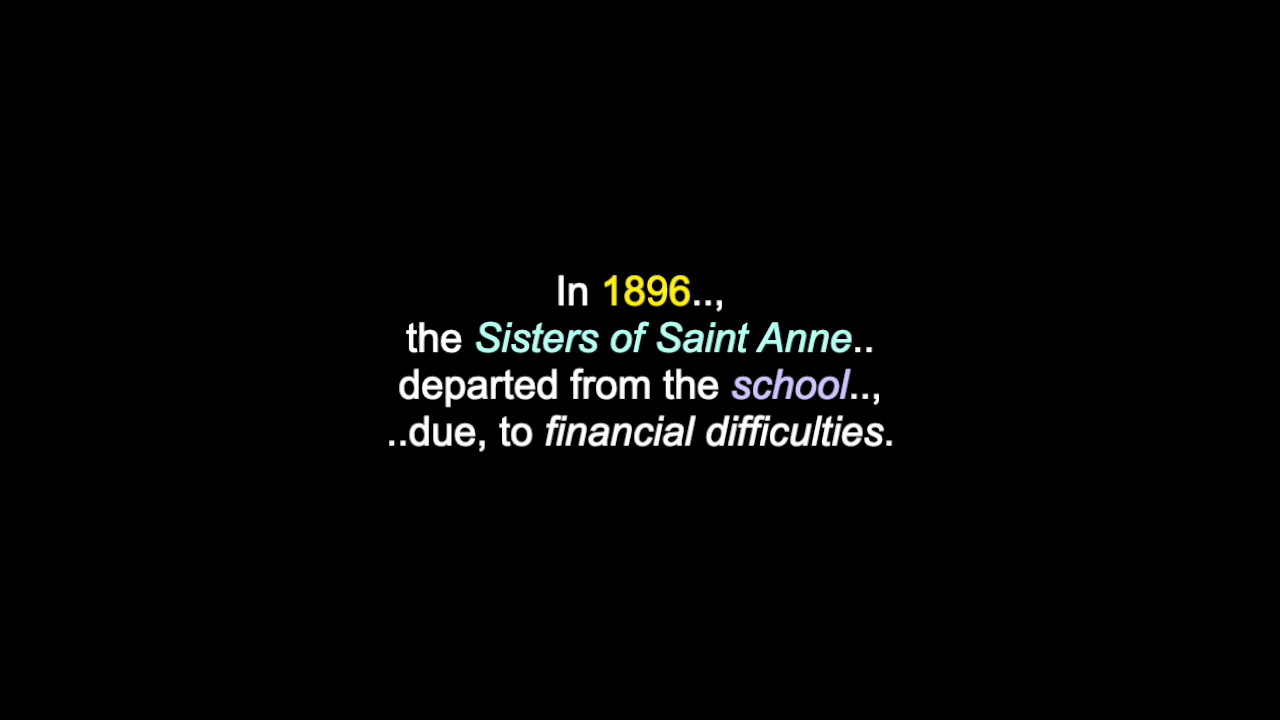 In 1896..,
the Sisters of Saint Anne..
departed from the school..,
..due, to financial difficulties.